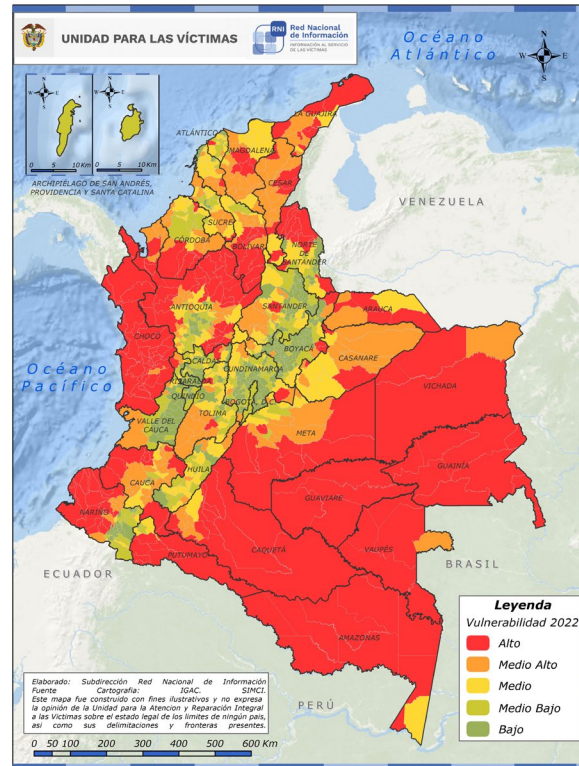 UNIDAD PARA LAS VÍCTIMAS
RNI
Red Nacional
de Información
INFORMACIÓN AL SERVICIO
DE LAS VÍCTIMAS
Océano
Atlántico
N
W E
S
N
W E
S
N
W E
S
0 5 10 Km
0 5 10 Km
ARCHIPIÉLAGO DE SAN ANDRÉS,
PROVIDENCIA Y SANTA CATALINA
LA GUAJIRA
ATLÁNTICO
MAGDALENA
CESAR
VENEZUELA
SUCRE
CÓRDOBA
BOLÍVAR
NORTE
DE
SANTANDER
ANTIOQUIA
SANTANDER
ARAUCA
CHOCÓ
BOYACÁ
CASANARE
CALDAS
CUNDINAMARCA
VICHADA
Océano
Pacífico
RISARALDA
QUINDÍO
BOGOTÁ, D.C.
VALLE DEL
CAUCA
TOLIMA
META
GUAINÍA
HUILA
CAUCA
GUAVIARE
NARIÑO
CAQUETÁ
VAUPÉS
PUTUMAYO
BRASIL
ECUADOR
AMAZONAS
PERÚ
Leyenda
Vulnerabilidad 2022
Alto
Medio Alto
Medio
Medio Bajo
Bajo
Elaborado: Subdirección Red Nacional de Información
Fuente Cartografia: IGAC. SIMCI.
Este mapa fue construido con fines ilustrativos y no expresa
la opinión de la Unidad para la Atencion y Reparación Integral
a las Victimas sobre el estado legal de los limites de ningún pais,
asi como sus delimitaciones y fronteras presentes.
0 50 100 200 300 400 500 600 Km